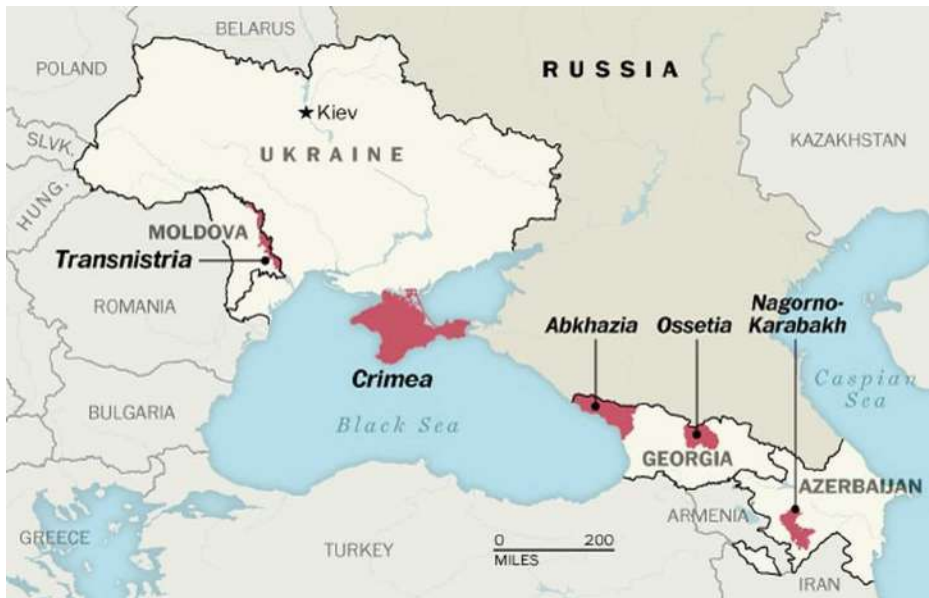 BELARUS
POLAND
RUSSIA
Kiev
KAZAKHSTAN
SLVK.
UKRAINE
HUNG.
MOLDOVA
Transnistria
ROMANIA
Nagorno-
Karabakh
Abkhazia
Ossetia
Crimea
Caspian
Sea
BULGARIA
Black Sea
GEORGIA
AZERBAIJAN
ARMENIA
GREECE
TURKEY
0 200
MILES
IRAN